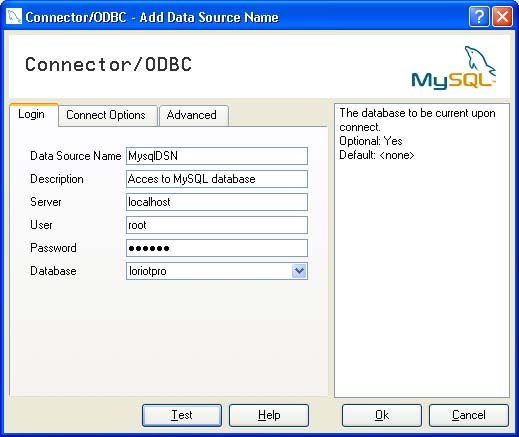 Connector/ODBC - Add Data Source Name
Connector/ODBC
MySQL
Login
Connect Options
Advanced
Data Source Name MysqlDSN
Description Acces to MySQL database
Server localhost
User root
Password ●●●●●●
Database loriotpro
The database to be current upon
connect.
Optional: Yes
Default: <none>
Test
Help
Ok
Cancel